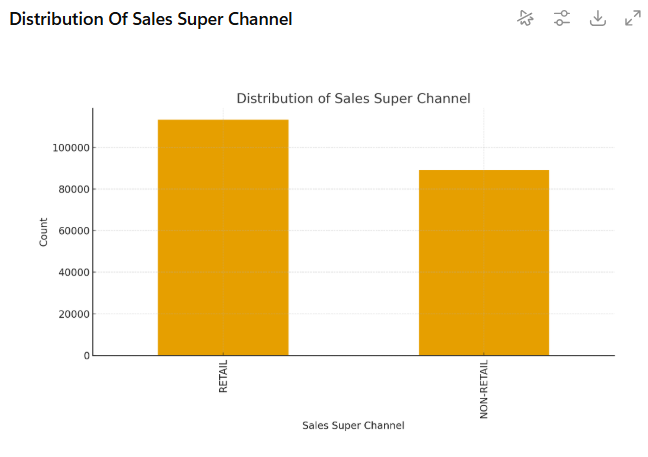 Distribution Of Sales Super Channel
Distribution of Sales Super Channel
100000
80000
60000
40000
20000
0
Count
RETAIL
NON-RETAIL
Sales Super Channel